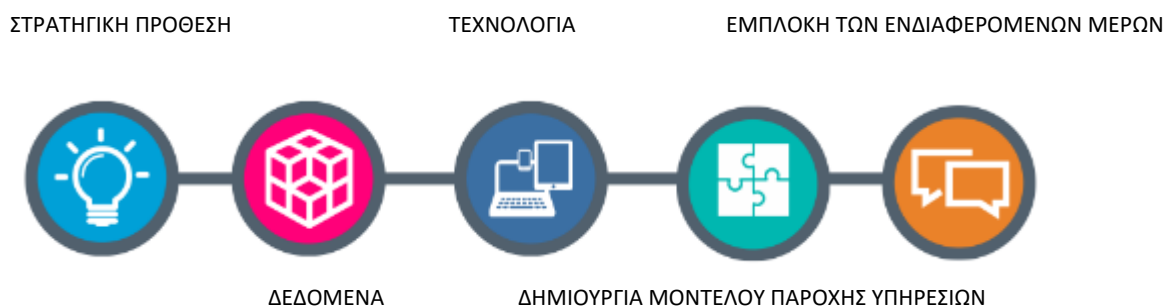 ΣΤΡΑΤΗΓΙΚΗ ΠΡΟΘΕΣΗ
ΤΕΧΝΟΛΟΓΙΑ
ΕΜΠΛΟΚΗ ΤΩΝ ΕΝΔΙΑΦΕΡΟΜΕΝΩΝ ΜΕΡΩΝ
ΔΕΔΟΜΕΝΑ
ΔΗΜΙΟΥΡΓΙΑ ΜΟΝΤΕΛΟΥ ΠΑΡΟΧΗΣ ΥΠΗΡΕΣΙΩΝ